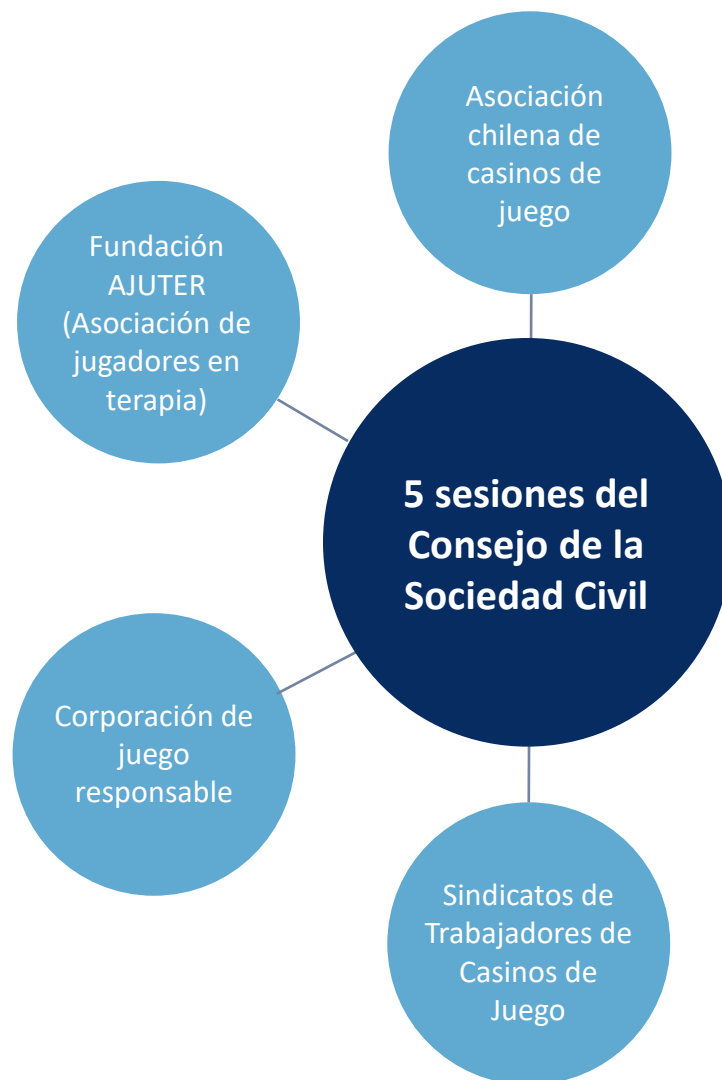 Asociación
chilena de
casinos de
juego
Fundación
AJUTER
(Asociación de
jugadores en
terapia)
5 sesiones del
Consejo de la
Sociedad Civil
Corporación de
juego
responsable
Sindicatos de
Trabajadores de
Casinos de
Juego